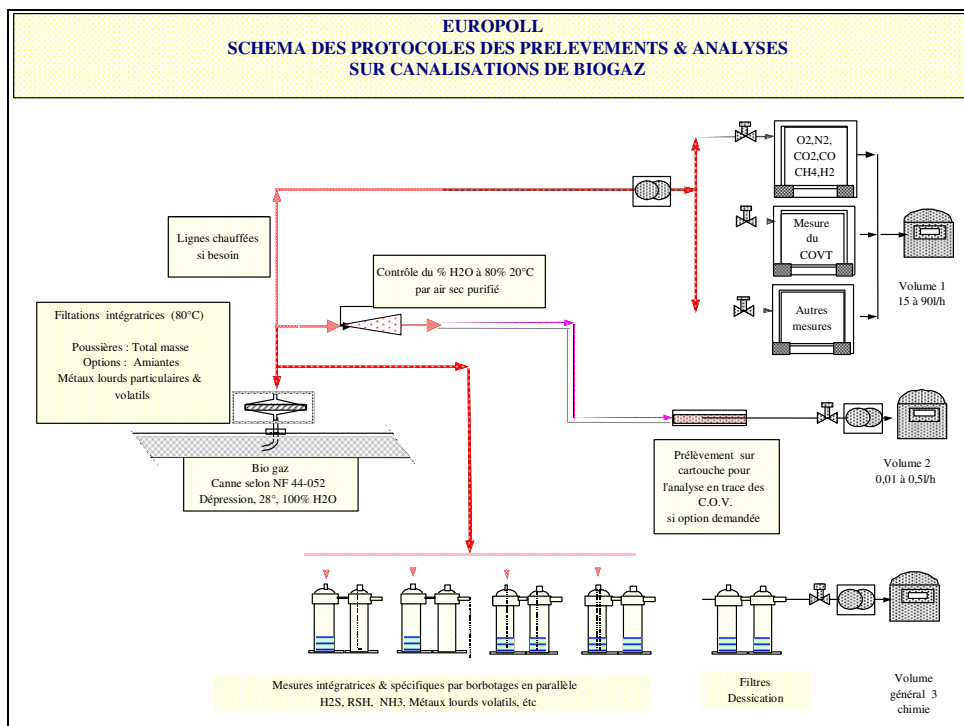 EUROPOLL
SCHEMA DES PROTOCOLES DES PRELEVEMENTS & ANALYSES
SUR CANALISATIONS DE BIOGAZ
O2,N2,
CO2,CO
CH4,H2
Lignes chauffées
si besoin
Mesure
du
COVT
Contrôle du % H2O à 80% 20°C
par air sec purifié
Volume 1
15 à 90l/h
Filtations intégratrices (80°C)
Poussières : Total masse
Options : Amiantes
Métaux lourds particulaires &
volatils
Autres
mesures
Bio gaz
Canne selon NF 44-052
Dépression, 28°, 100% H2O
Prélèvement sur
cartouche pour
l'analyse en trace des
C.O.V.
si option demandée
Volume 2
0,01 à 0,5l/h
Mesures intégratrices & spécifiques par borbotages en parallèle
H2S, RSH, NH3, Métaux lourds volatils, étc
Filtres
Dessication
Volume
général 3
chimie